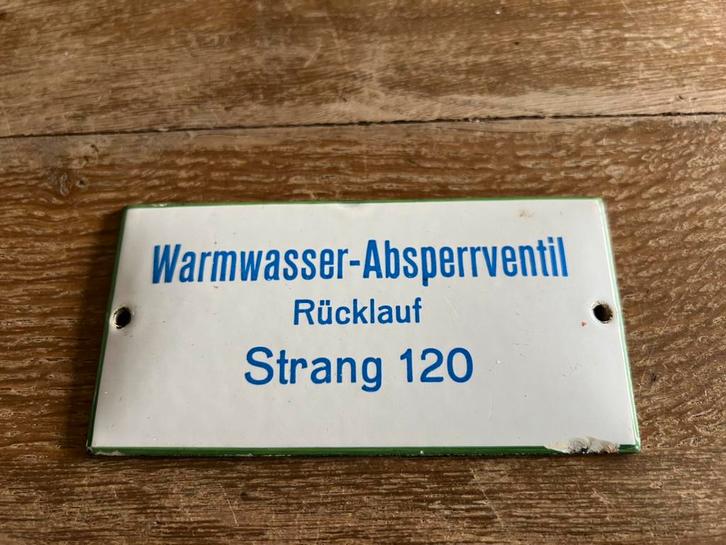 Warmwasser-Absperrventil
Rücklauf
Strang 120